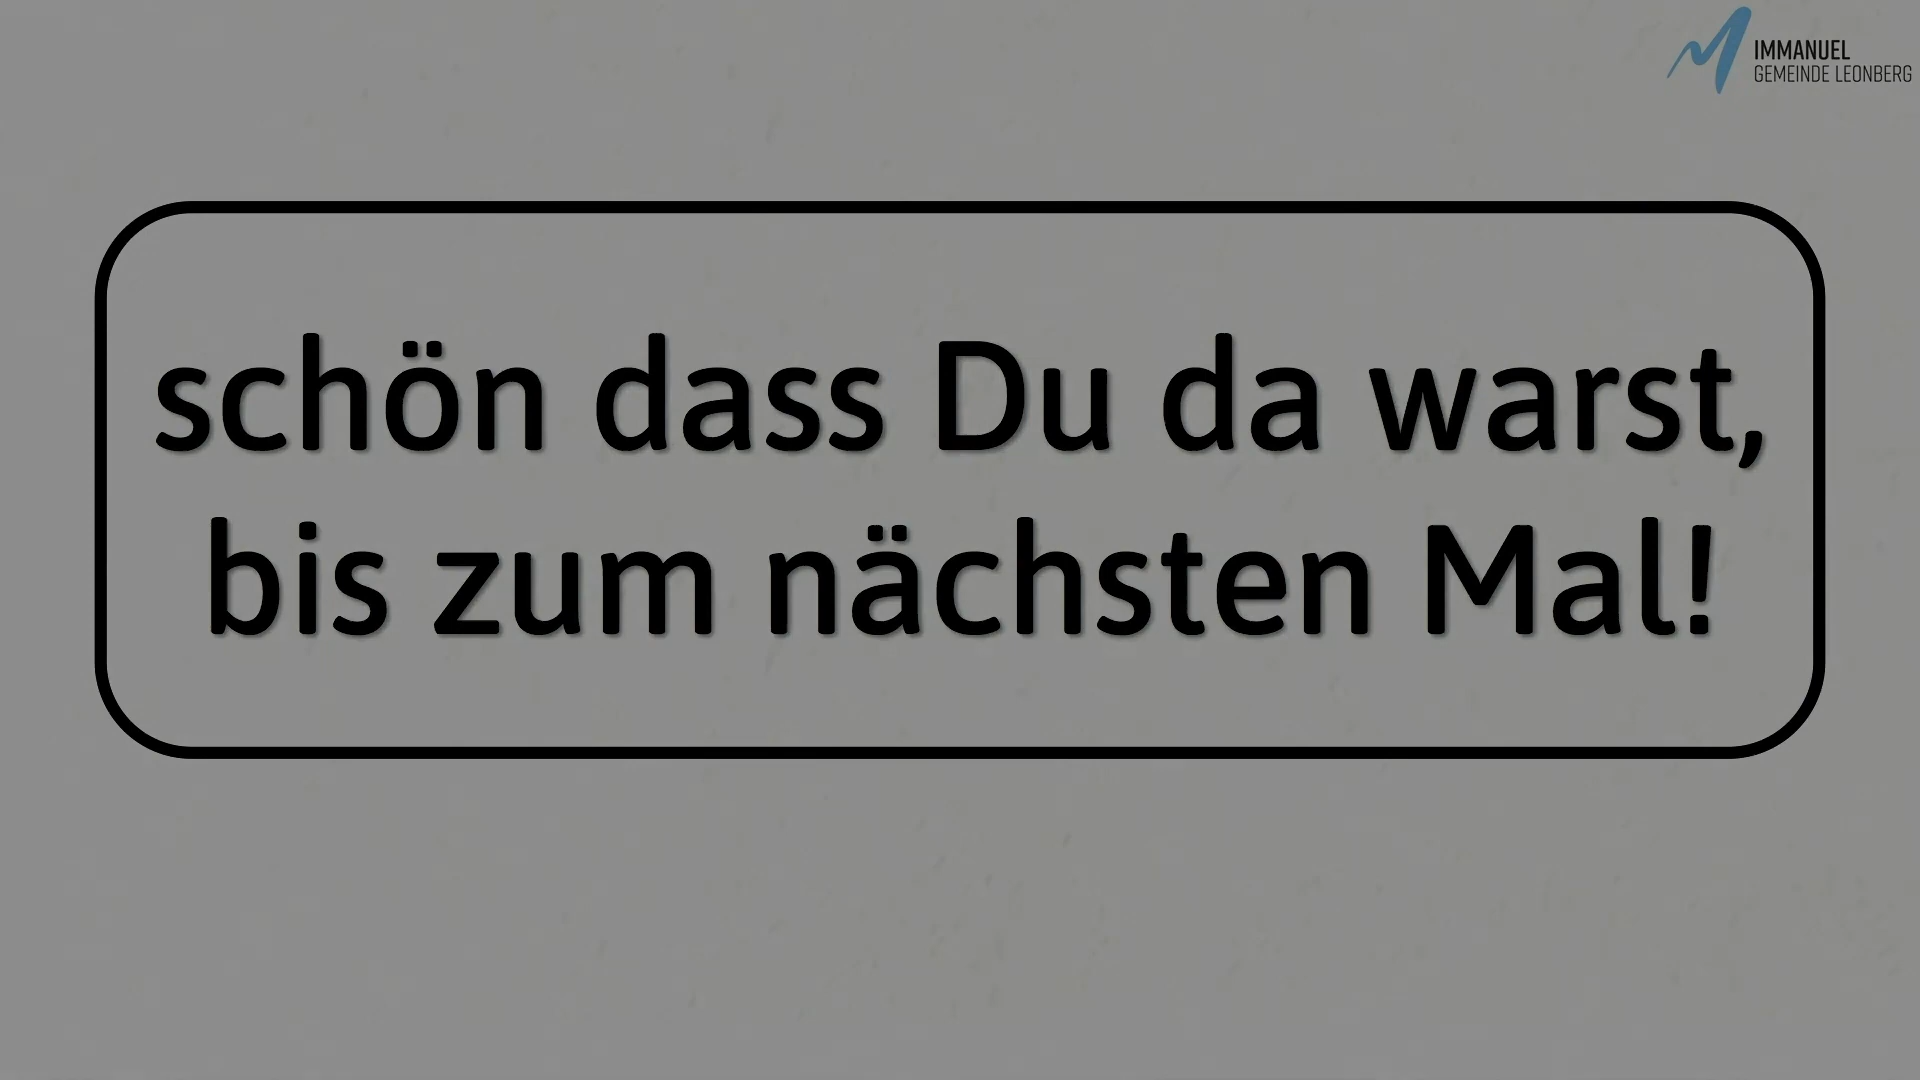 IMMANUEL
GEMEINDE LEONBERG
schön dass Du da warst,
bis zum nächsten Mal!